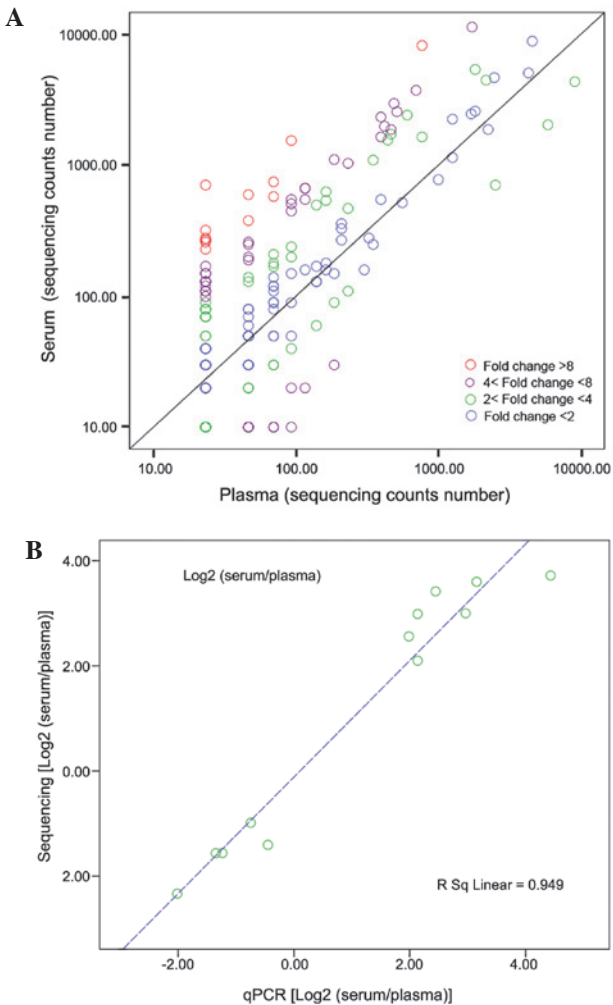 A
Serum (sequencing counts number)
10000.00
1000.00
100.00
10.00
Fold change >8
4< Fold change <8
2< Fold change <4
Fold change <2
10.00 100.00 1000.00 10000.00
Plasma (sequencing counts number)
B
Sequencing [Log2 (serum/plasma)]
4.00
2.00
0.00
2.00
Log2 (serum/plasma)
R Sq Linear = 0.949
-2.00 0.00 2.00 4.00
qPCR [Log2 (serum/plasma)]